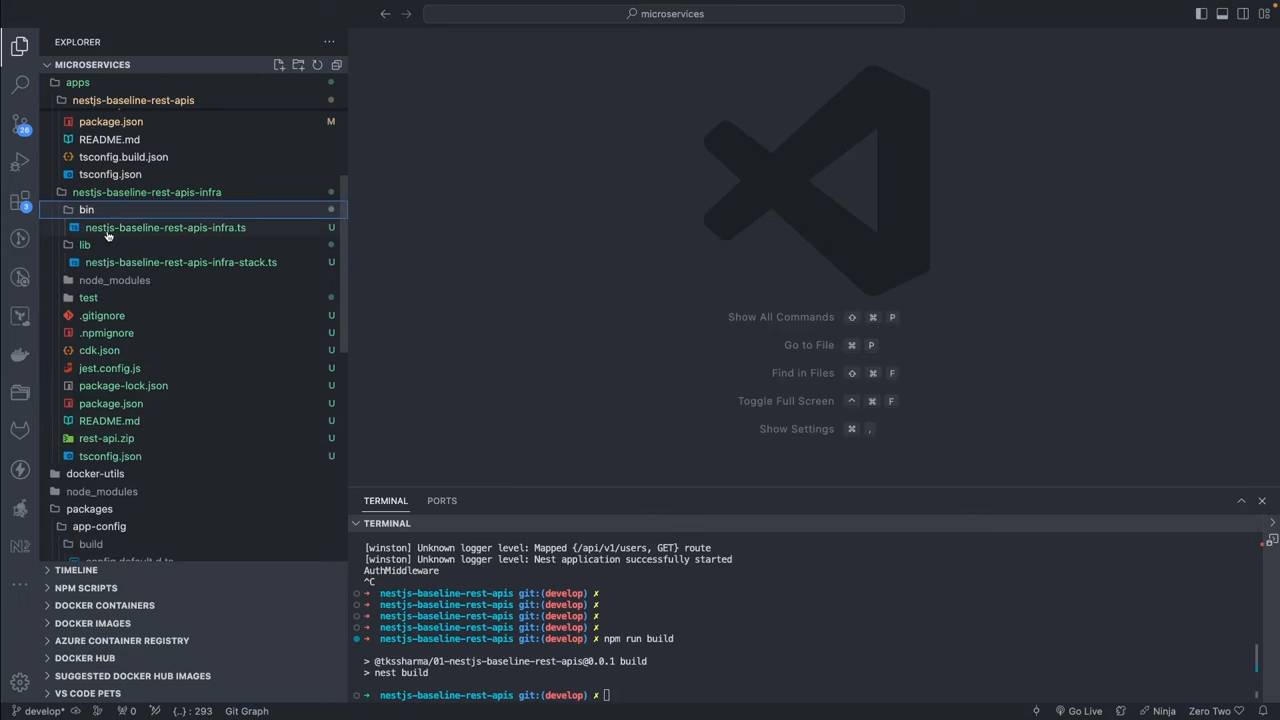 microservices
EXPLORER
MICROSERVICES
apps
nestjs-baseline-rest-apis
package.json M
README.md
tsconfig.build.json
tsconfig.json
nestjs-baseline-rest-apis-infra
bin
TS nestjs-baseline-rest-apis-infra.ts U
lib
TS nestjs-baseline-rest-apis-infra-stack.ts U
node_modules
test
.gitignore U
.npmignore U
cdk.json U
jest.config.js U
package-lock.json U
package.json U
README.md U
rest-api.zip U
tsconfig.json U
docker-utils
node_modules
packages
app-config
build
config.default.d.ts
TIMELINE
NPM SCRIPTS
DOCKER CONTAINERS
DOCKER IMAGES
AZURE CONTAINER REGISTRY
DOCKER HUB
SUGGESTED DOCKER HUB IMAGES
VS CODE PETS
26
3
Show All Commands ⇧ ⌘ P
Go to File ⌘ P
Find in Files ⇧ ⌘ F
Toggle Full Screen ^ ⌘ F
Show Settings ⌘ ,
TERMINAL PORTS
TERMINAL
[winston] Unknown logger level: Mapped {/api/v1/users, GET} route
[winston] Unknown logger level: Nest application successfully started
AuthMiddleware
^C
➜ nestjs-baseline-rest-apis git:(develop) ✗
➜ nestjs-baseline-rest-apis git:(develop) ✗
➜ nestjs-baseline-rest-apis git:(develop) ✗
➜ nestjs-baseline-rest-apis git:(develop) ✗
➜ nestjs-baseline-rest-apis git:(develop) ✗ npm run build
> @tkssharma/01-nestjs-baseline-rest-apis@0.0.1 build
> nest build
➜ nestjs-baseline-rest-apis git:(develop) ✗
develop* 0 {..} : 293 Git Graph Go Live Ninja Zero Two